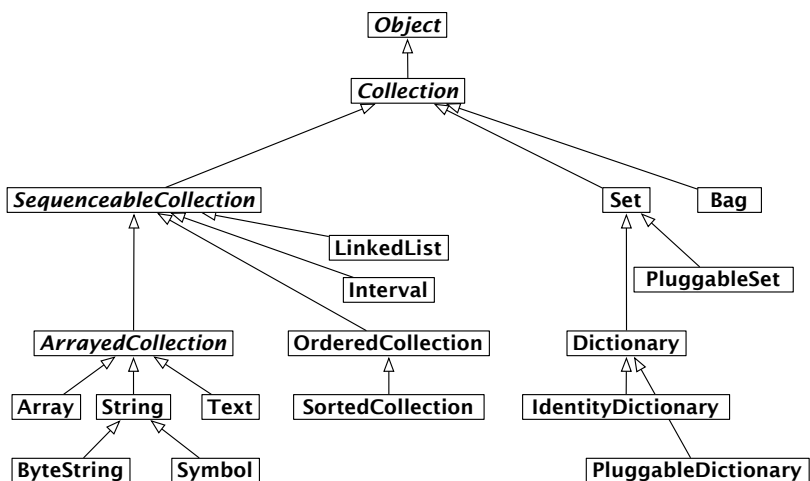 Object
Collection
SequenceableCollection
Set
Bag
LinkedList
PluggableSet
Interval
ArrayedCollection
OrderedCollection
Dictionary
Array
String
Text
SortedCollection
IdentityDictionary
ByteString
Symbol
PluggableDictionary